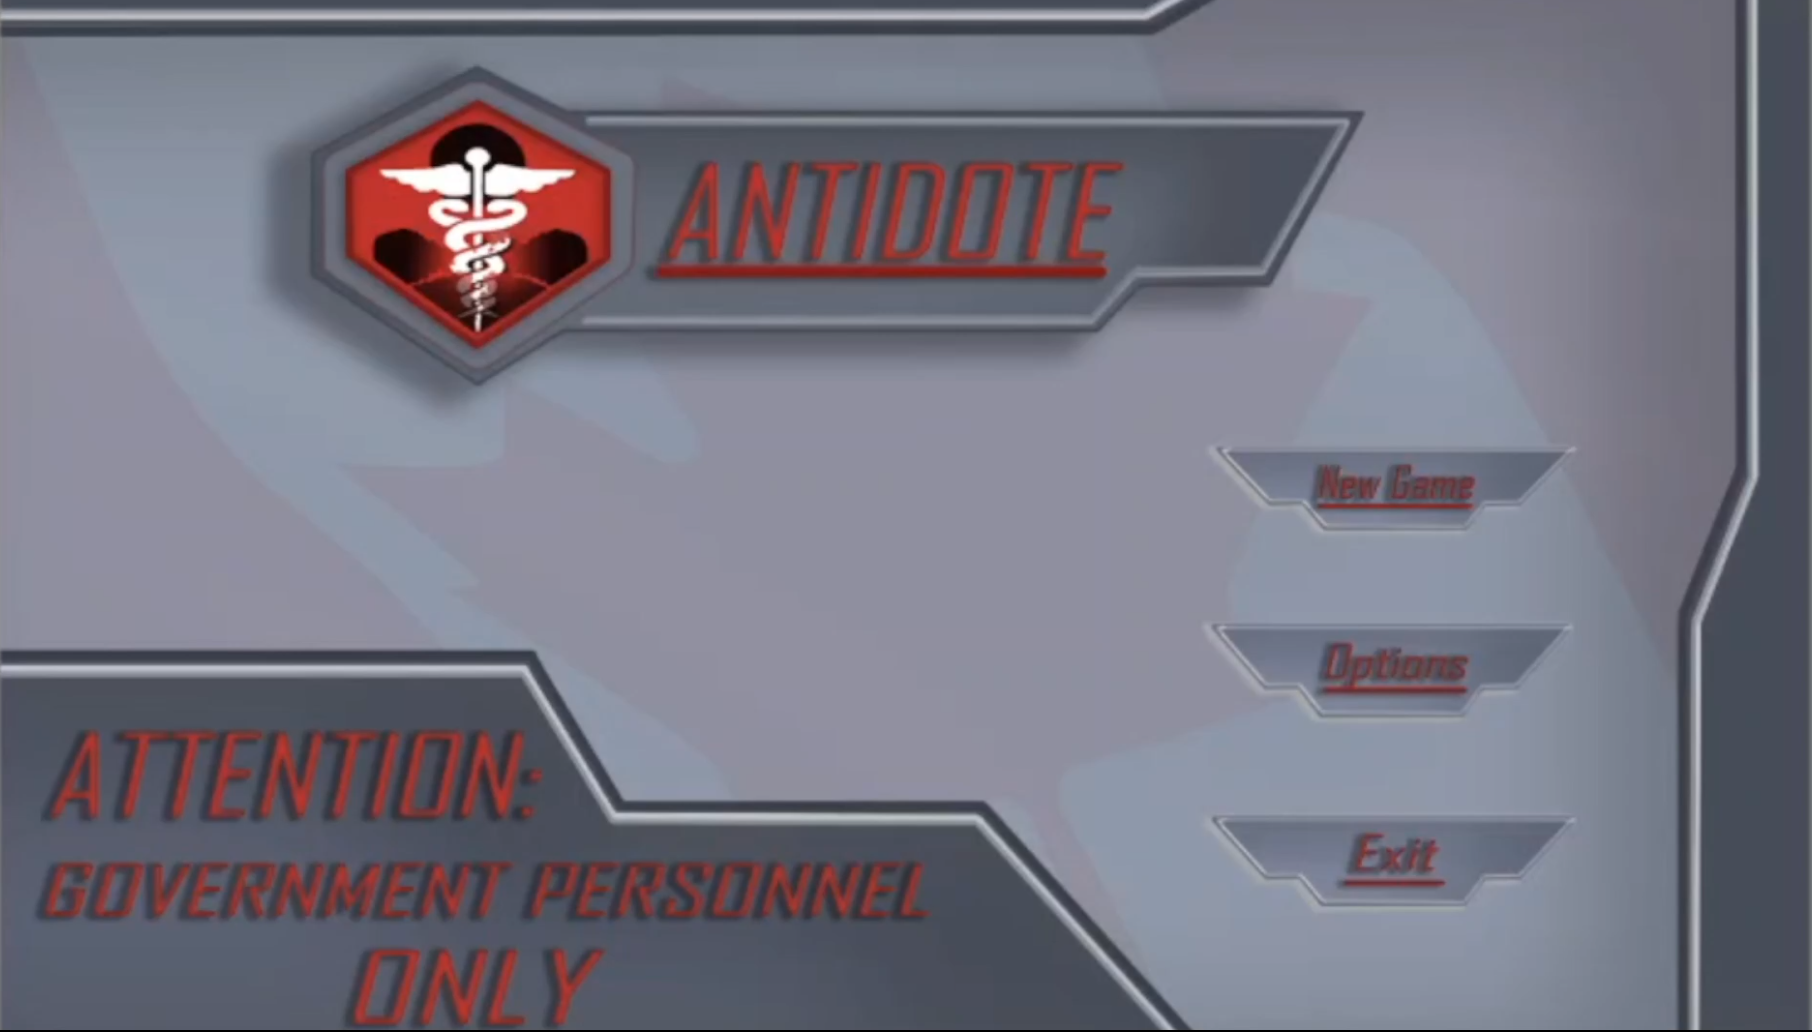 ANTIDOTE
New Game
Options
Exit
ATTENTION:
GOVERNMENT PERSONNEL
ONLY